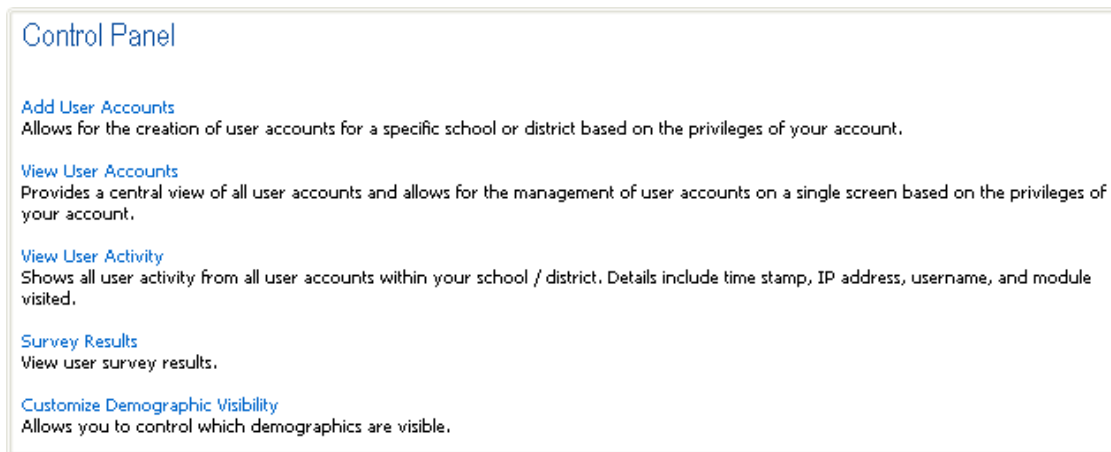 Control Panel
Add User Accounts
Allows for the creation of user accounts for a specific school or district based on the privileges of your account.
View User Accounts
Provides a central view of all user accounts and allows for the management of user accounts on a single screen based on the privileges of
your account.
View User Activity
Shows all user activity from all user accounts within your school / district. Details include time stamp, IP address, username, and module
visited.
Survey Results
View user survey results.
Customize Demographic Visibility
Allows you to control which demographics are visible.